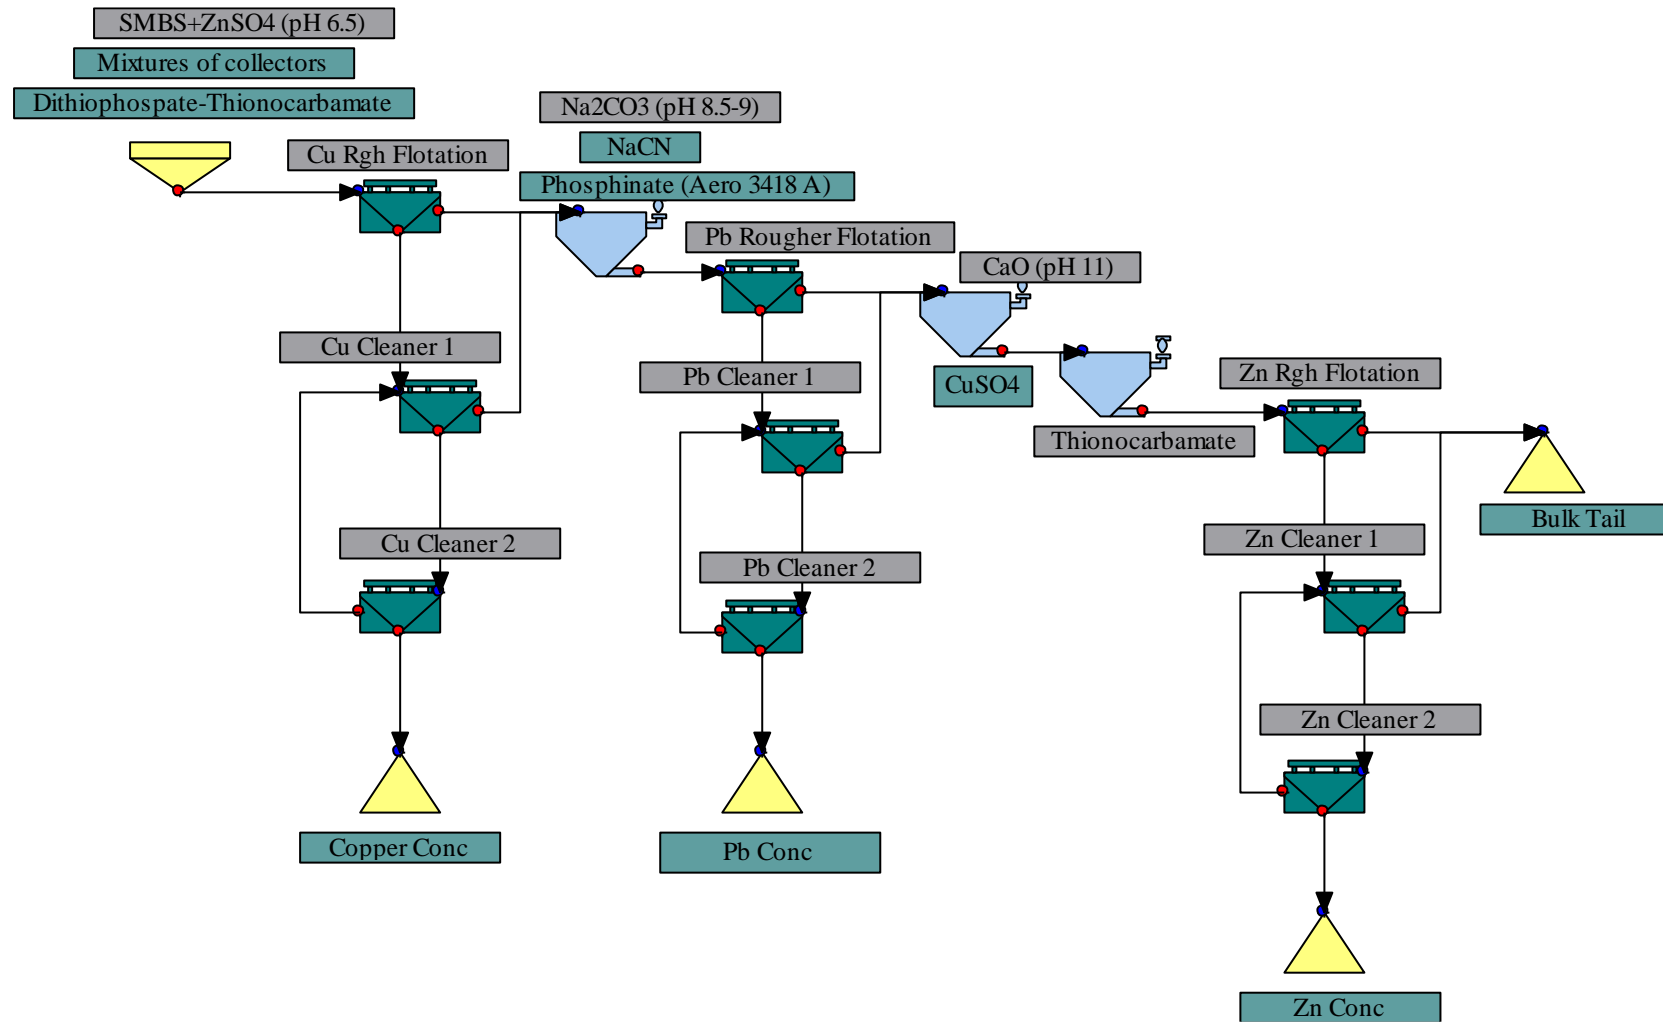 SMBS+ZnSO4 (pH 6.5)
Mixtures of collectors
Dithiophospate-Thionocarbamate
Cu Rgh Flotation
Na2CO3 (pH 8.5-9)
NaCN
Phosphinate (Aero 3418 A)
Pb Rougher Flotation
CaO (pH 11)
Cu Cleaner 1
Pb Cleaner 1
CuSO4
Zn Rgh Flotation
Thionocarbamate
Bulk Tail
Cu Cleaner 2
Pb Cleaner 2
Zn Cleaner 1
Zn Cleaner 2
Copper Conc
Pb Conc
Zn Conc